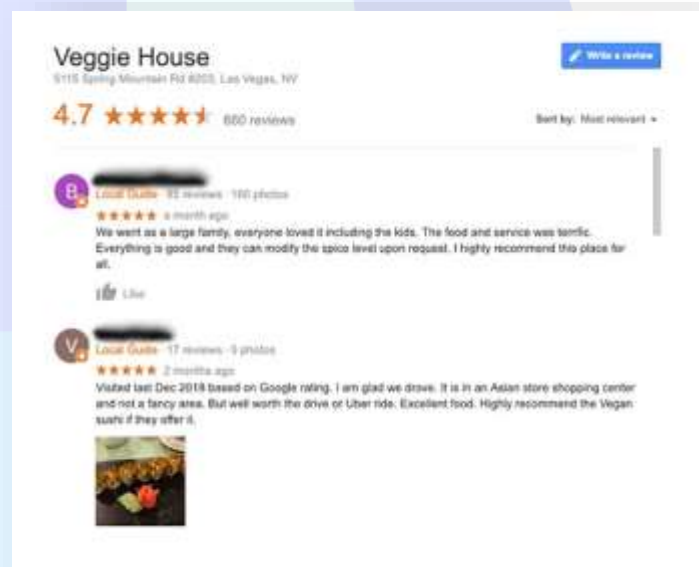 Veggie House
Write a review
5115 Spring Mountain Rd #203, Las Vegas, NV
4.7 660 reviews
Sort by: Most relevant
B
Local Guide · reviews · 160 photos
a month ago
We went as a large family, everyone loved it including the kids. The food and service was terrific.
Everything is good and they can modify the spice level upon request. I highly recommend this place for
all.
Like
V
Local Guide · 17 reviews · 9 photos
2 months ago
Visited last Dec 2018 based on Google rating. I am glad we drove. It is in an Asian store shopping center
and not a fancy area. But well worth the drive or Uber ride. Excellent food. Highly recommend the Vegan
sushi if they offer it.